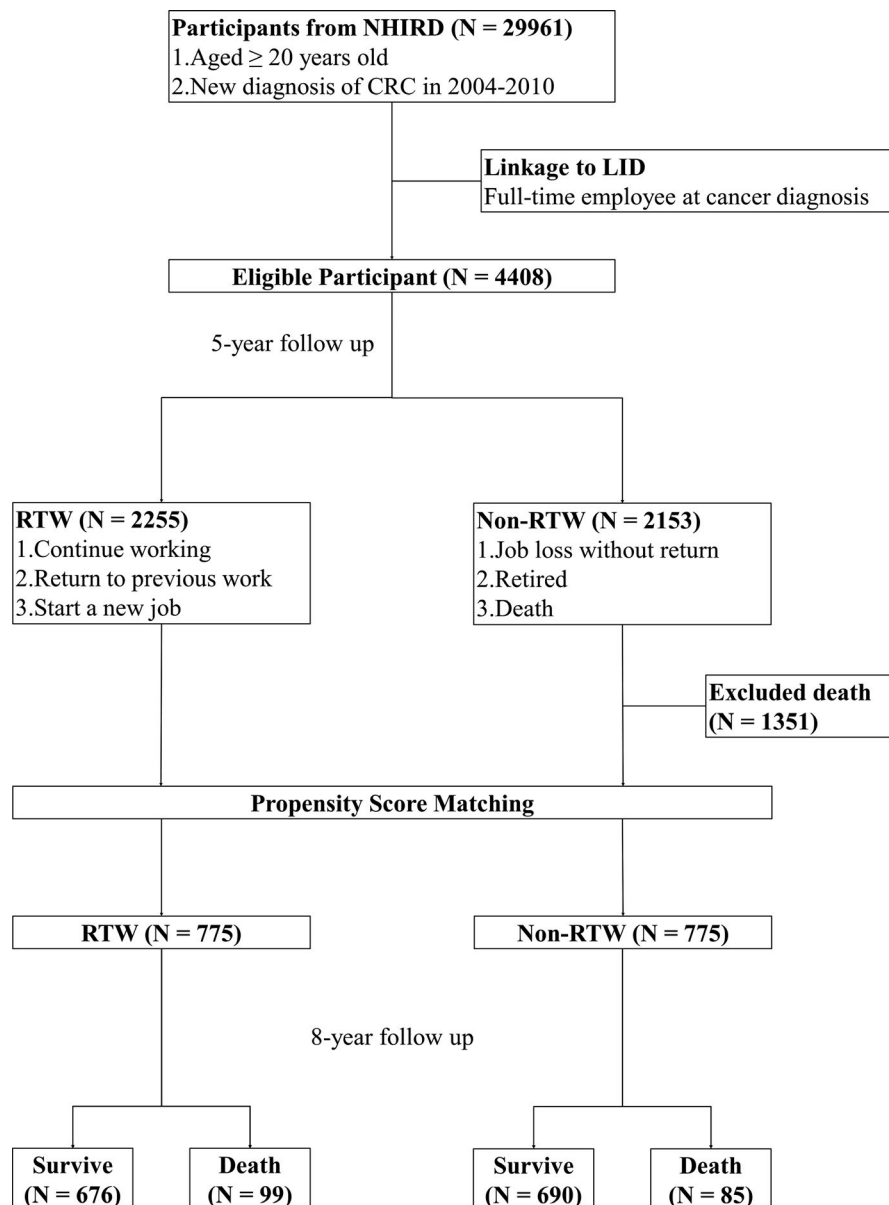 Participants from NHIRD (N = 29961)
1.Aged ≥ 20 years old
2.New diagnosis of CRC in 2004-2010
Linkage to LID
Full-time employee at cancer diagnosis
Eligible Participant (N = 4408)
5-year follow up
RTW (N = 2255)
1.Continue working
2.Return to previous work
3.Start a new job
Non-RTW (N = 2153)
1.Job loss without return
2.Retired
3.Death
Excluded death
(N = 1351)
Propensity Score Matching
RTW (N = 775)
Non-RTW (N = 775)
8-year follow up
Survive
(N = 676)
Death
(N = 99)
Survive
(N = 690)
Death
(N = 85)